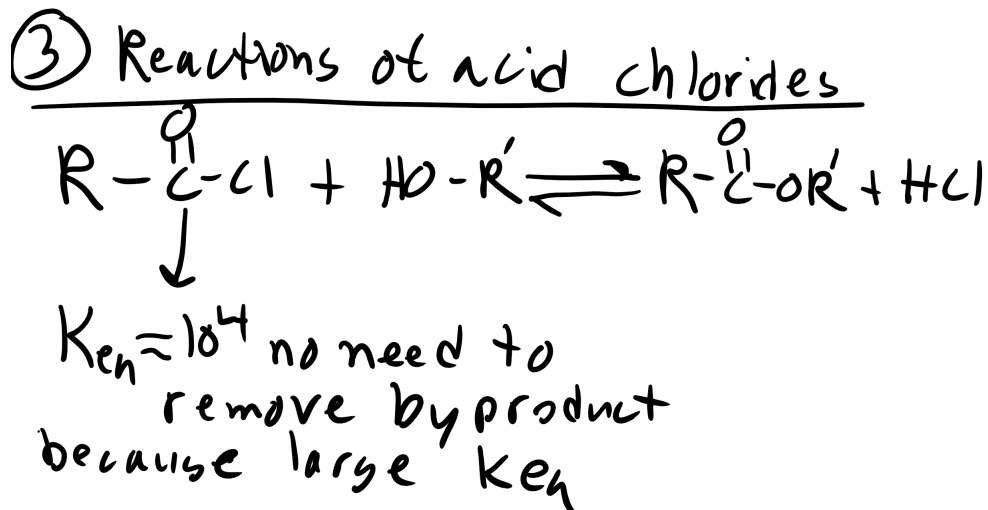 ③ Reactions of acid chlorides
O O
R-C-Cl + HO-R' ⇌ R-C-OR' + HCl
Keq ≈ 10⁴ no need to
remove byproduct
because large Keq